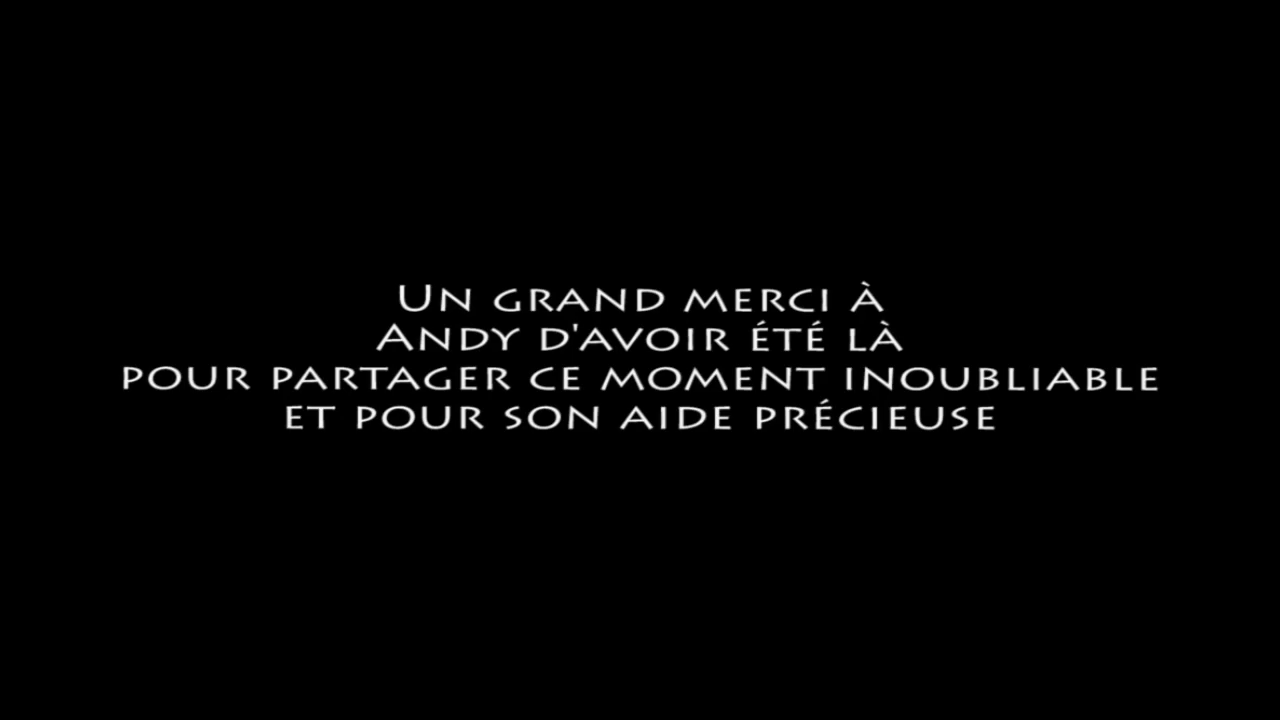 Un grand merci à
Andy d'avoir été là
pour partager ce moment inoubliable
et pour son aide précieuse